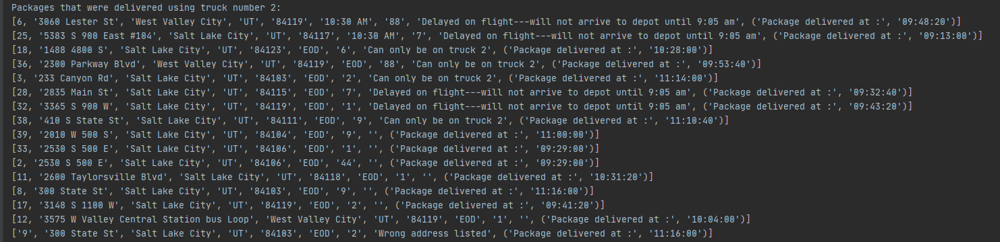 Packages that were delivered using truck number 2:
[6, '3060 Lester St', 'West Valley City', 'UT', '84119', '10:30 AM', '88', 'Delayed on flight---will not arrive to depot until 9:05 am', ('Package delivered at :', '09:48:20')]
[25, '5383 S 900 East #104', 'Salt Lake City', 'UT', '84117', '10:30 AM', '7', 'Delayed on flight---will not arrive to depot until 9:05 am', ('Package delivered at :', '09:13:00')]
[18, '1488 4800 S', 'Salt Lake City', 'UT', '84123', 'EOD', '6', 'Can only be on truck 2', ('Package delivered at :', '10:28:00')]
[36, '2300 Parkway Blvd', 'West Valley City', 'UT', '84119', 'EOD', '88', 'Can only be on truck 2', ('Package delivered at :', '09:53:40')]
[3, '233 Canyon Rd', 'Salt Lake City', 'UT', '84103', 'EOD', '2', 'Can only be on truck 2', ('Package delivered at :', '11:14:00')]
[28, '2835 Main St', 'Salt Lake City', 'UT', '84115', 'EOD', '7', 'Delayed on flight---will not arrive to depot until 9:05 am', ('Package delivered at :', '09:32:40')]
[32, '3365 S 900 W', 'Salt Lake City', 'UT', '84119', 'EOD', '1', 'Delayed on flight---will not arrive to depot until 9:05 am', ('Package delivered at :', '09:43:20')]
[38, '410 S State St', 'Salt Lake City', 'UT', '84111', 'EOD', '9', 'Can only be on truck 2', ('Package delivered at :', '11:10:40')]
[39, '2010 W 500 S', 'Salt Lake City', 'UT', '84104', 'EOD', '9', '', ('Package delivered at :', '11:00:00')]
[33, '2530 S 500 E', 'Salt Lake City', 'UT', '84106', 'EOD', '1', '', ('Package delivered at :', '09:29:00')]
[2, '2530 S 500 E', 'Salt Lake City', 'UT', '84106', 'EOD', '44', '', ('Package delivered at :', '09:29:00')]
[11, '2600 Taylorsville Blvd', 'Salt Lake City', 'UT', '84118', 'EOD', '1', '', ('Package delivered at :', '10:31:20')]
[8, '300 State St', 'Salt Lake City', 'UT', '84103', 'EOD', '9', '', ('Package delivered at :', '11:16:00')]
[17, '3148 S 1100 W', 'Salt Lake City', 'UT', '84119', 'EOD', '2', '', ('Package delivered at :', '09:41:20')]
[12, '3575 W Valley Central Station bus Loop', 'West Valley City', 'UT', '84119', 'EOD', '1', '', ('Package delivered at :', '10:04:00')]
['9', '300 State St', 'Salt Lake City', 'UT', '84103', 'EOD', '2', 'Wrong address listed', ('Package delivered at :', '11:16:00')]